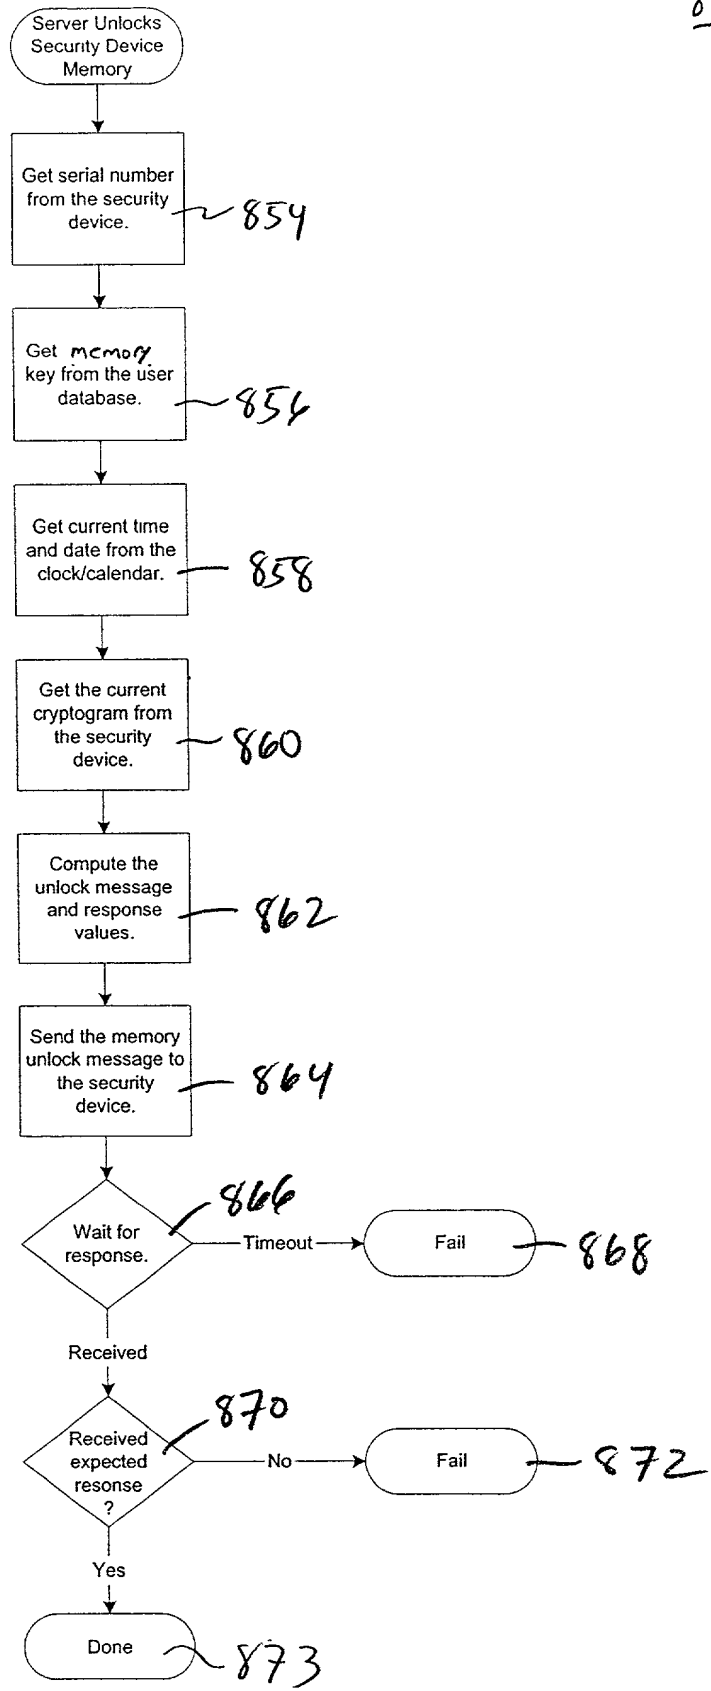 Server Unlocks
Security Device
Memory
Get serial number
from the security
device.
854
Get memory
key from the user
database.
856
Get current time
and date from the
clock/calendar.
858
Get the current
cryptogram from
the security
device.
860
Compute the
unlock message
and response
values.
862
Send the memory
unlock message to
the security
device.
864
866
Wait for
response.
Timeout
Fail
868
Received
870
Received
expected
resonse
?
No
Fail
872
Yes
Done
873